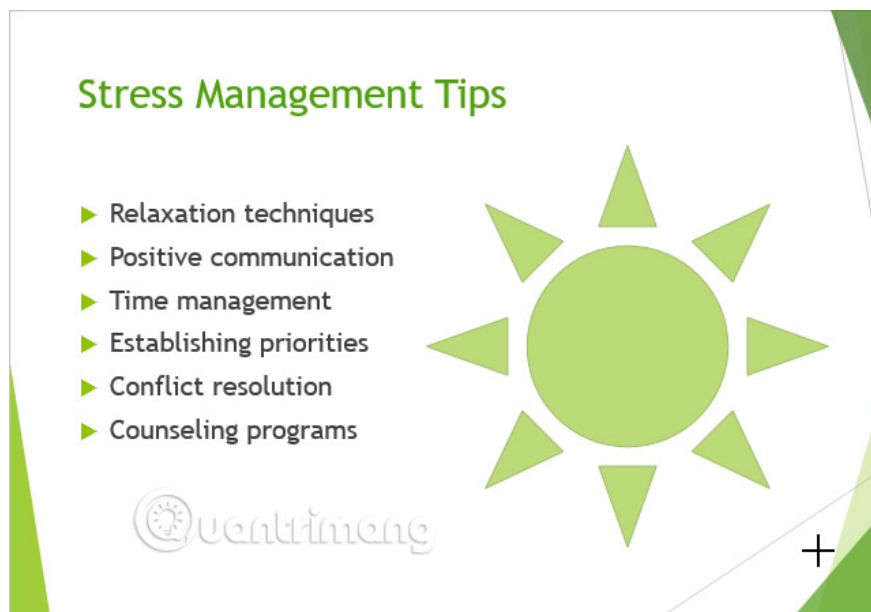 Stress Management Tips
Relaxation techniques
Positive communication
Time management
Establishing priorities
Conflict resolution
Counseling programs
Quantrimang